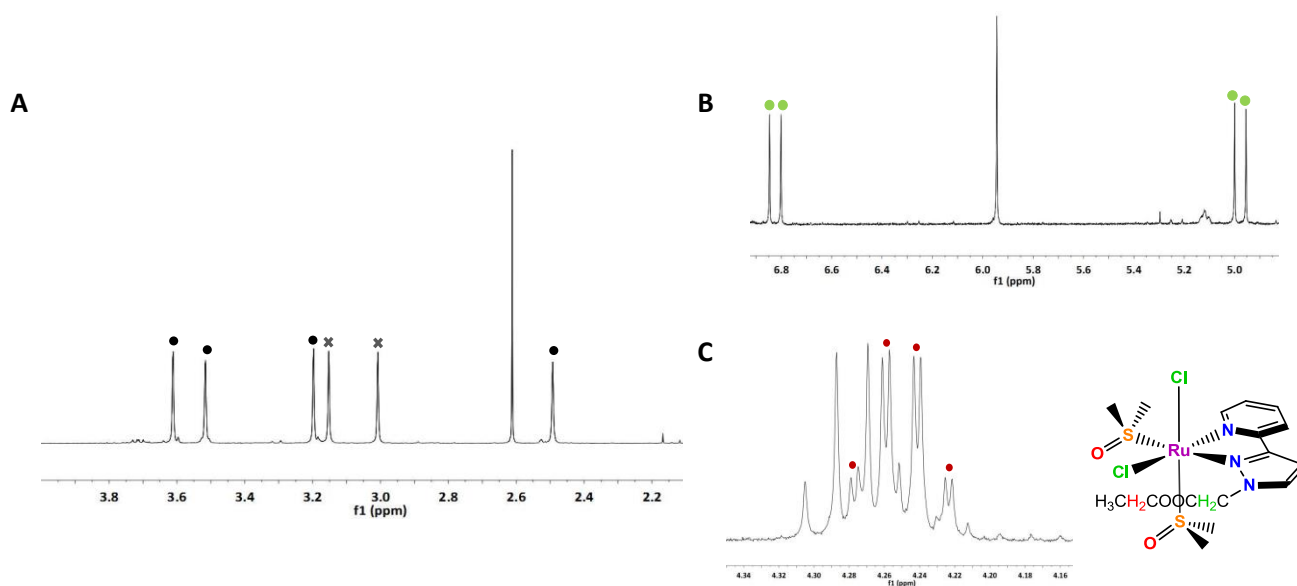 A
3.8 3.6 3.4 3.2 3.0 2.8 2.6 2.4 2.2
f1 (ppm)
B
6.8 6.6 6.4 6.2 6.0 5.8 5.6 5.4 5.2 5.0
f1 (ppm)
C
4.34 4.32 4.30 4.28 4.26 4.24 4.22 4.20 4.18 4.16
f1 (ppm)
Cl
S
N
O
Ru
N
Cl
N
H3CH2COOCH2C
S
O